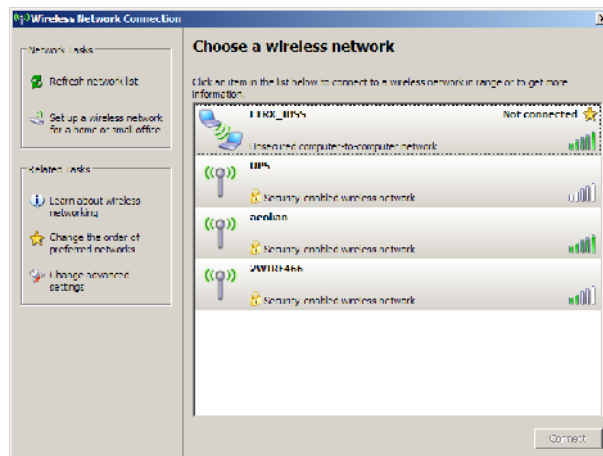 Wireless Network Connection
Network Tasks
Refresh network list
Set up a wireless network
for a home or small office
Related Tasks
Learn about wireless
networking
Change the order of
preferred networks
Change advanced
settings
Choose a wireless network
Click an item in the list below to connect to a wireless network in range or to get more
information.
Not connected
Unsecured computer-to-computer network
UPS
Security-enabled wireless network
aeolian
Security-enabled wireless network
2WIRE466
Security-enabled wireless network
Connect